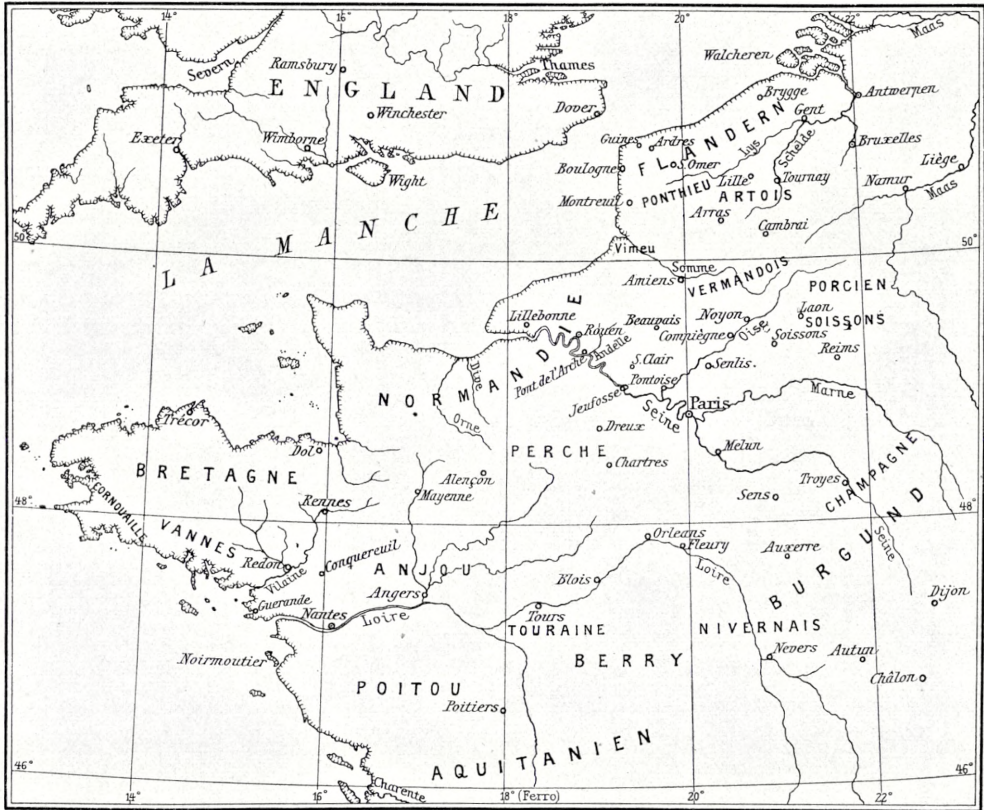 14° 16° 18° 20° 22°
Maas
Severn
Ramsbury
Thames
Walcheren
ENGLAND
Winchester
Dover
Brygge
Antwerpen
Gent
Exeter
Wimborne
Guines
Ardres
FLANDERN
Lys
Schelde
Bruxelles
Wight
Boulogne
S. Omer
Liège
PONTHIEU
Lille
Tournay
Namur
Maas
Montreuil
ARTOIS
Arras
Cambrai
LA MANCHE
50°
Vimeu
50°
Somme
Amiens
VERMANDOIS
PORCIEN
Lillebonne
Rouen
Beauvais
Noyon
Laon
SOISSONS
Compiègne
Oise
Soissons
Andelle
Pont de l'Arche
Reims
S. Clair
Senlis.
NORMANDIE
Dive
Pontoise
Jeufosse
Seine
Paris
Marne
Orne
Trécor
Dreux
Dol
PERCHE
Melun
BRETAGNE
Chartres
Alençon
Mayenne
Troyes
CHAMPAGNE
Sens
CORNOUAILLE
Rennes
48°
48°
VANNES
Orleans
Fleury
Auxerre
Seine
BURGUND
Redon
Conquereuil
ANJOU
Loire
Vilaine
Blois
Angers
Guerande
Dijon
Nantes
Loire
Tours
TOURAINE
NIVERNAIS
Noirmoutier
BERRY
Nevers
Autun
POITOU
Châlon
Poitiers
AQUITANIEN
46°
46°
Charente
14° 16° 18° (Ferro) 20° 22